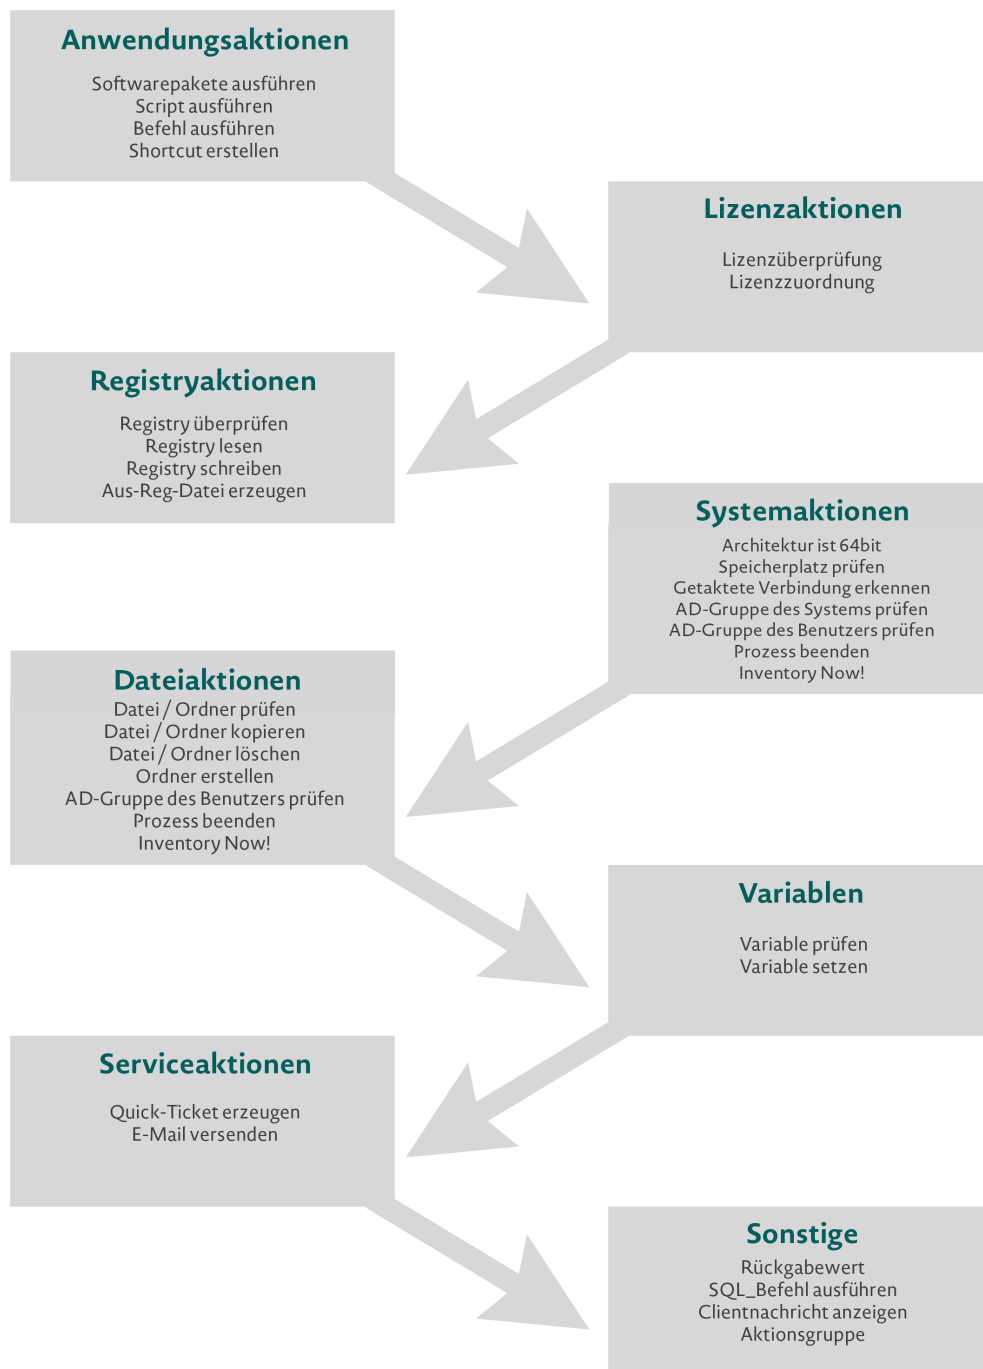 Anwendungsaktionen
Softwarepakete ausführen
Script ausführen
Befehl ausführen
Shortcut erstellen
Lizenzaktionen
Lizenzüberprüfung
Lizenzzuordnung
Registryaktionen
Registry überprüfen
Registry lesen
Registry schreiben
Aus-Reg-Datei erzeugen
Systemaktionen
Architektur ist 64bit
Speicherplatz prüfen
Getaktete Verbindung erkennen
AD-Gruppe des Systems prüfen
AD-Gruppe des Benutzers prüfen
Prozess beenden
Inventory Now!
Dateiaktionen
Datei / Ordner prüfen
Datei / Ordner kopieren
Datei / Ordner löschen
Ordner erstellen
AD-Gruppe des Benutzers prüfen
Prozess beenden
Inventory Now!
Variablen
Variable prüfen
Variable setzen
Serviceaktionen
Quick-Ticket erzeugen
E-Mail versenden
Sonstige
Rückgabewert
SQL_Befehl ausführen
Clientnachricht anzeigen
Aktionsgruppe